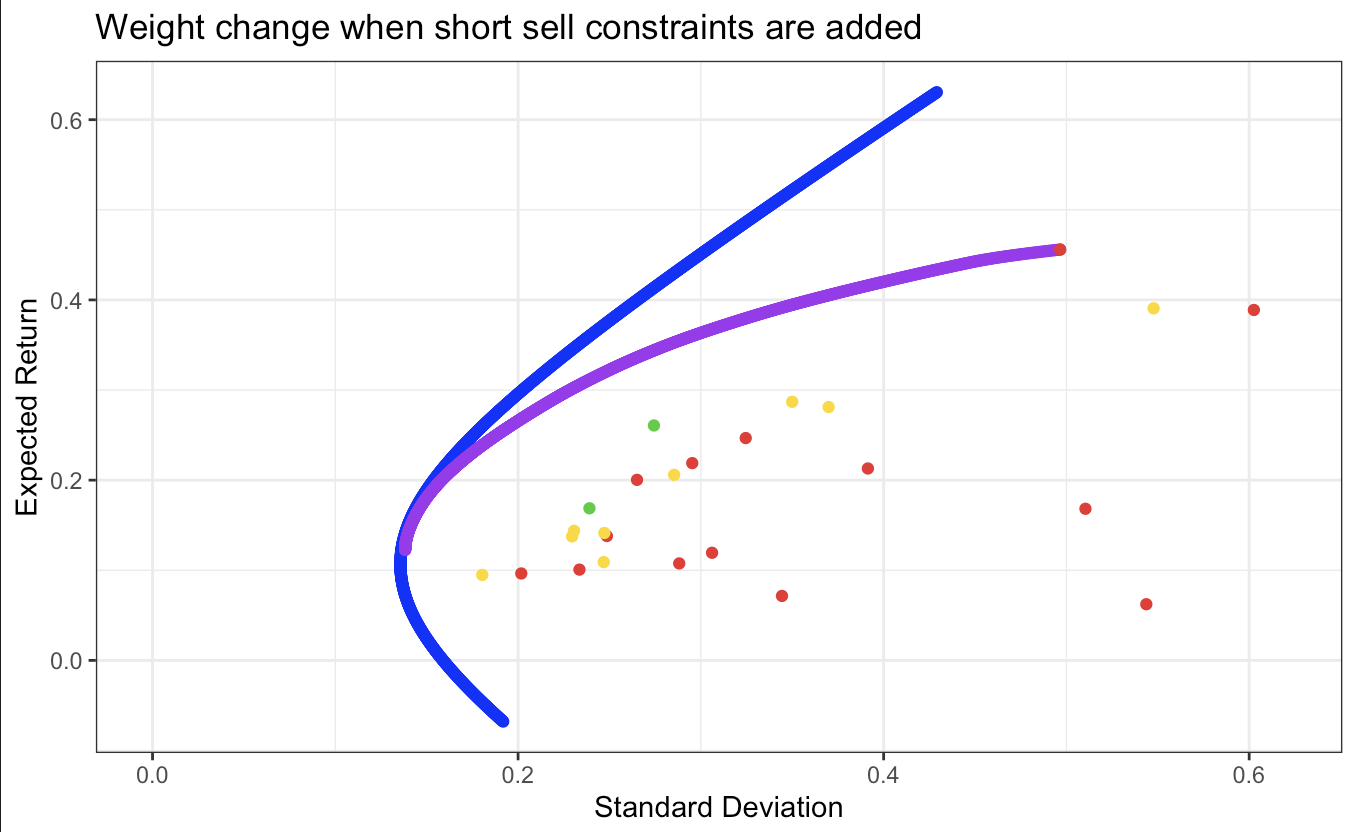 Weight change when short sell constraints are added
0.6
0.4
0.2
0.0
Expected Return
0.0 0.2 0.4 0.6
Standard Deviation